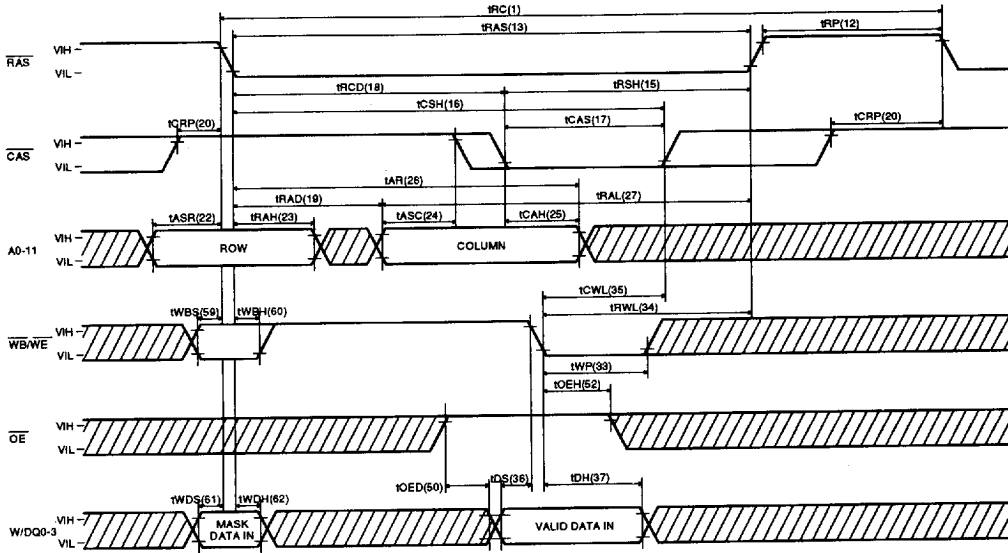 tRC(1)
tRAS(13)
tRP(12)
RAS
VIH
VIL
tRCD(18)
tRSH(15)
tCSH(16)
tCAS(17)
tCRP(20)
tCRP(20)
CAS
VIH
VIL
tAR(26)
tRAD(19)
tRAL(27)
tASR(22)
tRAH(23)
tASC(24)
tCAH(25)
A0-11
VIH
VIL
ROW
COLUMN
tCWL(35)
tRWL(34)
tWBS(59)
tWBH(60)
WB/WE
VIH
VIL
tWP(33)
tOEH(52)
OE
VIH
VIL
tOED(50)
tDS(36)
tDH(37)
tWDS(61)
tWDH(62)
W/DQ0-3
VIH
VIL
MASK
DATA IN
VALID DATA IN